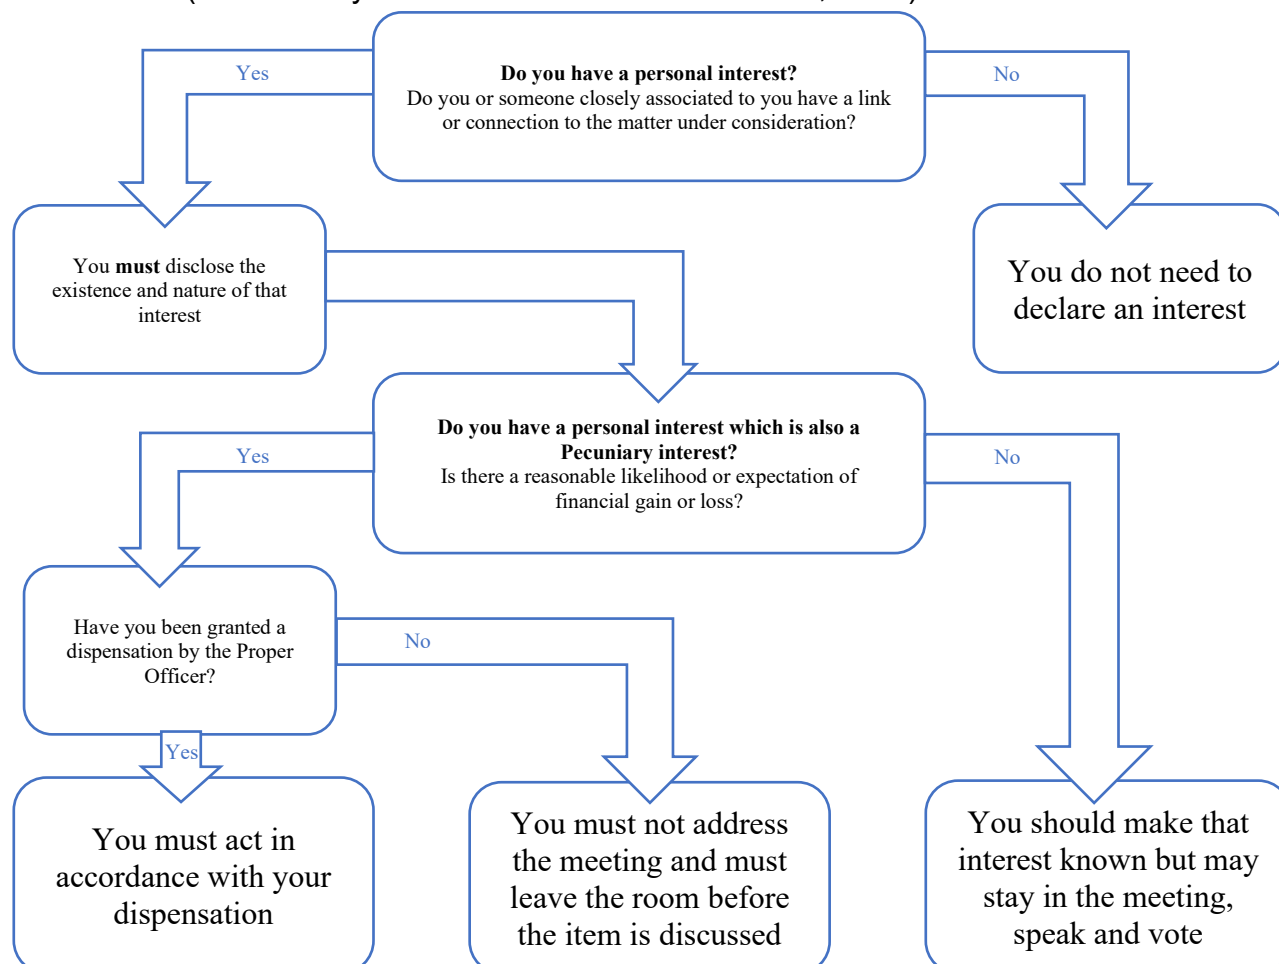 Do you have a personal interest?
Yes
No
Do you or someone closely associated to you have a link
or connection to the matter under consideration?
You must disclose the
existence and nature of that
interest
You do not need to
declare an interest
Do you have a personal interest which is also a
Pecuniary interest?
Yes
No
Is there a reasonable likelihood or expectation of
financial gain or loss?
Have you been granted a
dispensation by the Proper
Officer?
No
Yes
You must act in
accordance with your
dispensation
You must not address
the meeting and must
leave the room before
the item is discussed
You should make that
interest known but may
stay in the meeting,
speak and vote